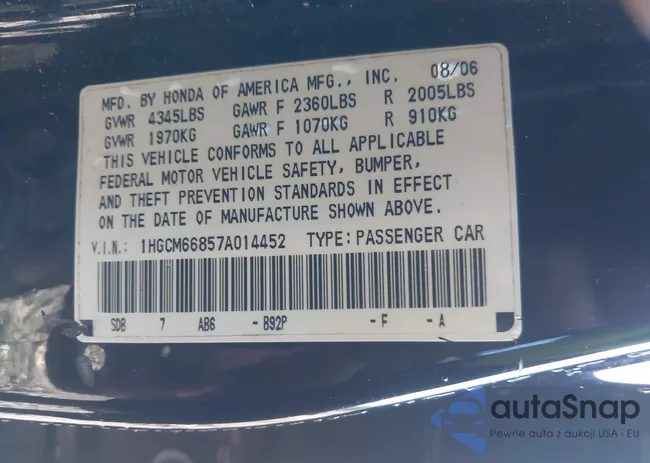 MFD. BY HONDA OF AMERICA MFG., INC. 08/06
GVWR 4345LBS GAWR F 2360LBS R 2005LBS
GVWR 1970KG GAWR F 1070KG R 910KG
THIS VEHICLE CONFORMS TO ALL APPLICABLE
FEDERAL MOTOR VEHICLE SAFETY, BUMPER,
AND THEFT PREVENTION STANDARDS IN EFFECT
ON THE DATE OF MANUFACTURE SHOWN ABOVE.
V.I.N.: 1HGCM66857A014452 TYPE: PASSENGER CAR
SDB 7 AB6 - B92P - F - A
autaSnap
Pewne auta z aukcji USA i EU